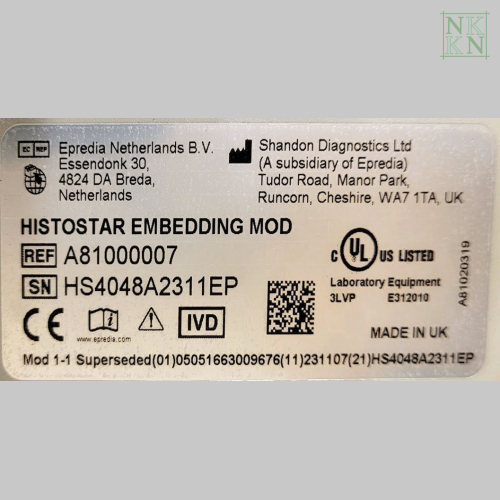 NK
KN
EC REP
Epredia Netherlands B.V.
Essendonk 30,
4824 DA Breda,
Netherlands
Shandon Diagnostics Ltd
(A subsidiary of Epredia)
Tudor Road, Manor Park,
Runcorn, Cheshire, WA7 1TA, UK
HISTOSTAR EMBEDDING MOD
REF A81000007
SN HS4048A2311EP
C UL US LISTED
Laboratory Equipment
3LVP E312010
A81020319
CE IVD
www.epredia.com
MADE IN UK
Mod 1-1 Superseded(01)05051663009676(11)231107(21)HS4048A2311EP